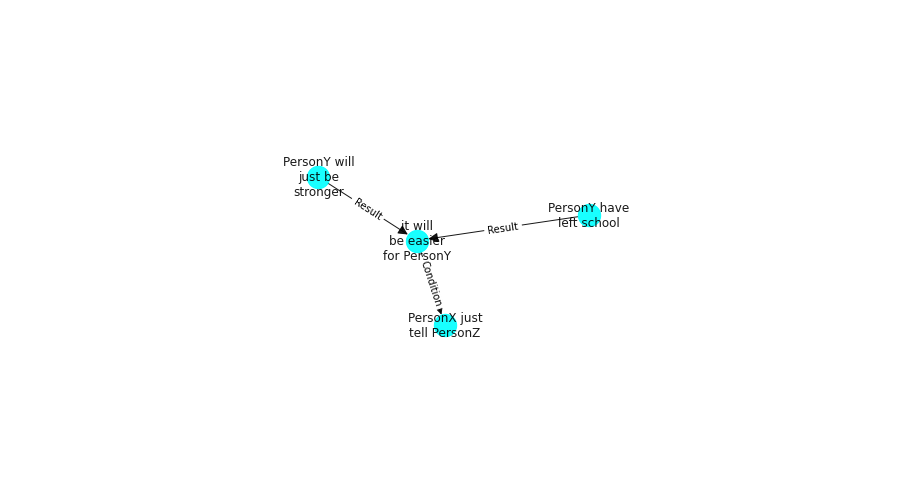 PersonY will
just be
stronger
Result
it will
be easier
for PersonY
Result
PersonY have
left school
Condition
PersonX just
tell PersonZ